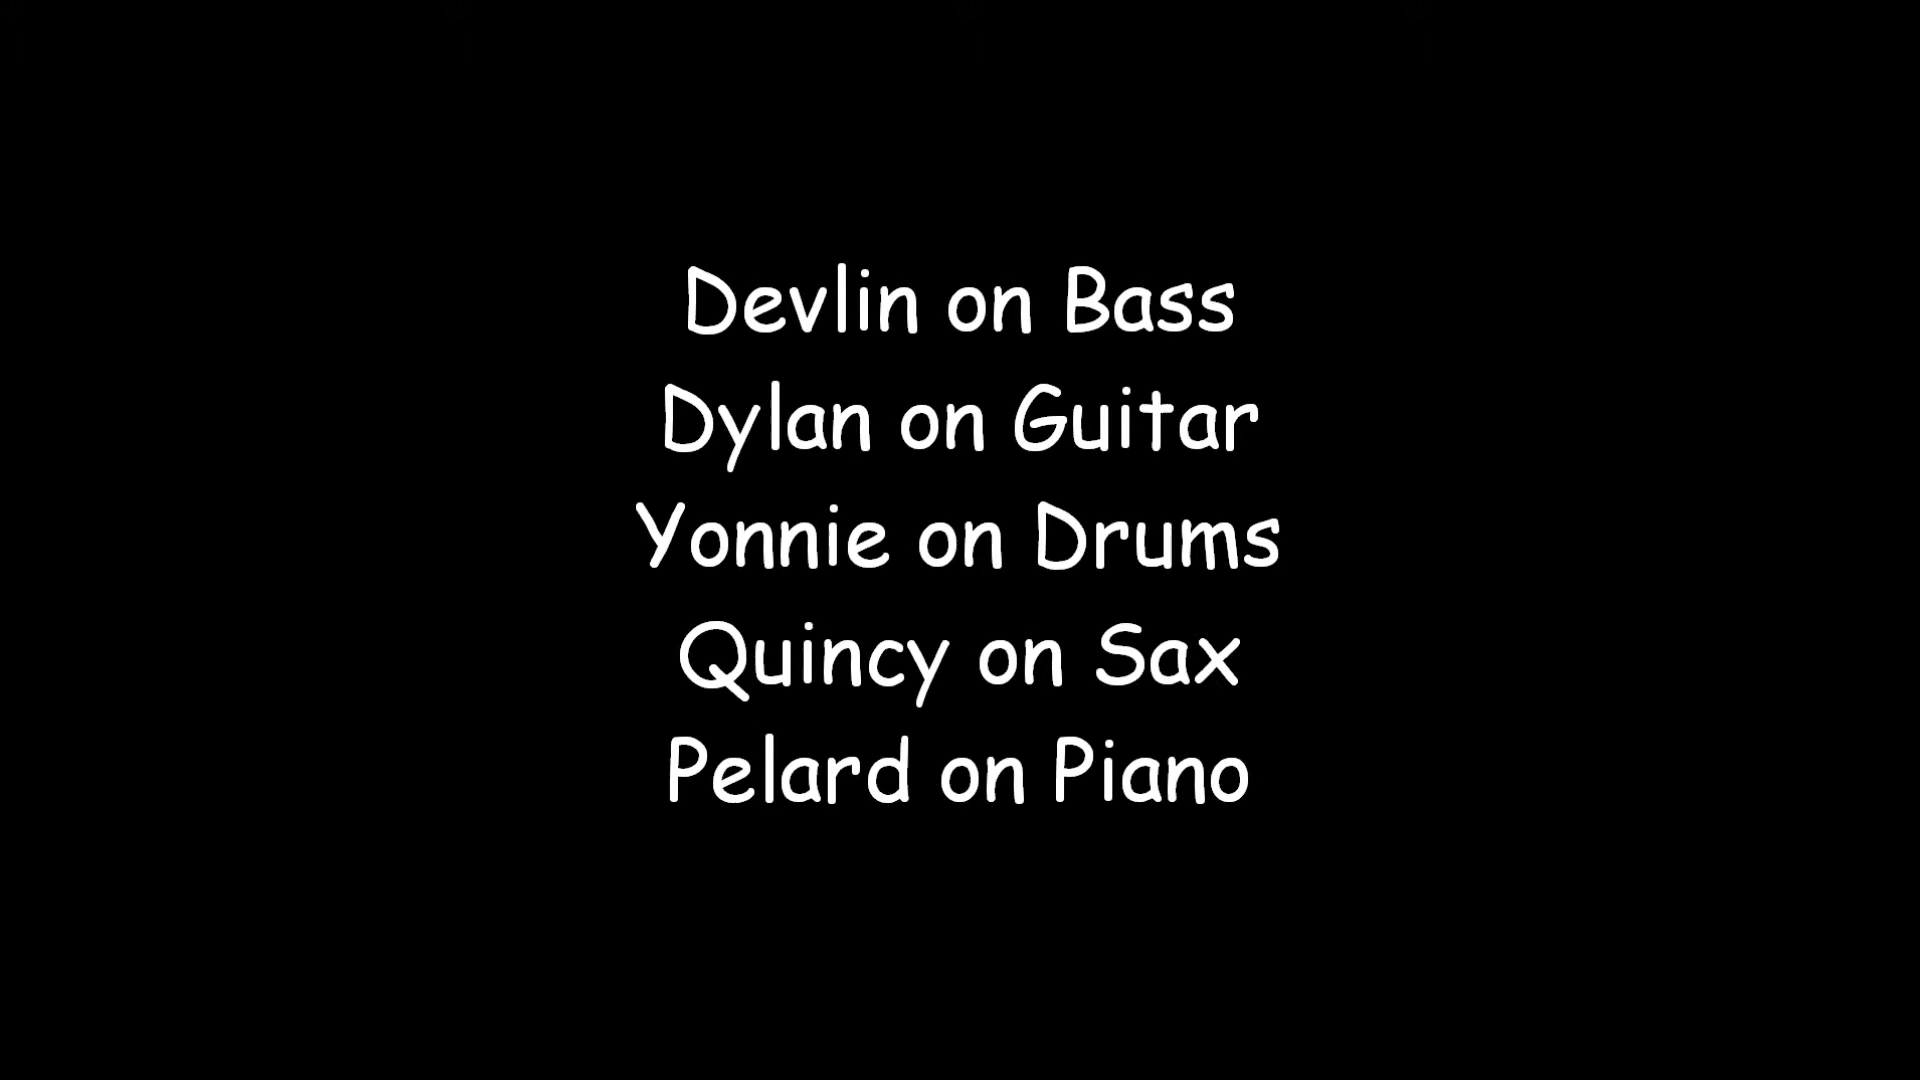 Devlin on Bass
Dylan on Guitar
Yonnie on Drums
Quincy on Sax
Pelard on Piano